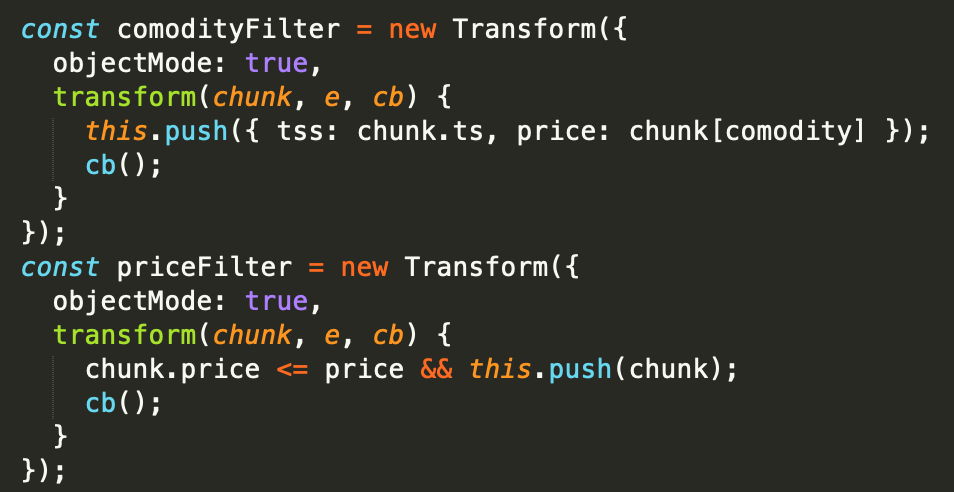 const comodityFilter = new Transform({
  objectMode: true,
  transform(chunk, e, cb) {
    this.push({ tss: chunk.ts, price: chunk[comodity] });
    cb();
  }
});
const priceFilter = new Transform({
  objectMode: true,
  transform(chunk, e, cb) {
    chunk.price <= price && this.push(chunk);
    cb();
  }
});